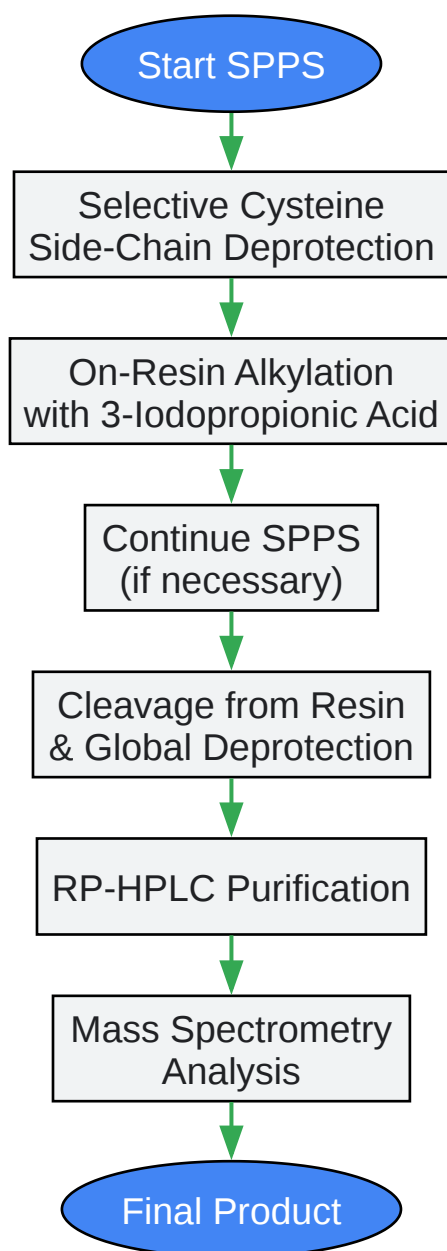 Start SPPS
Selective Cysteine
Side-Chain Deprotection
On-Resin Alkylation
with 3-Iodopropionic Acid
Continue SPPS
(if necessary)
Cleavage from Resin
& Global Deprotection
RP-HPLC Purification
Mass Spectrometry
Analysis
Final Product